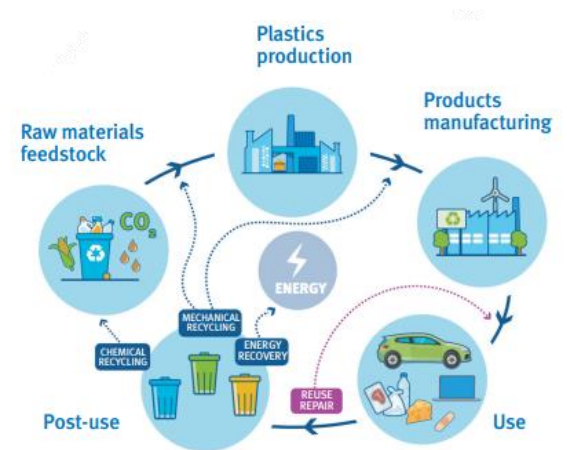 Plastics
production
Products
manufacturing
Raw materials
feedstock
CO₂
ENERGY
MECHANICAL
RECYCLING
CHEMICAL
RECYCLING
ENERGY
RECOVERY
REUSE
REPAIR
Post-use
Use